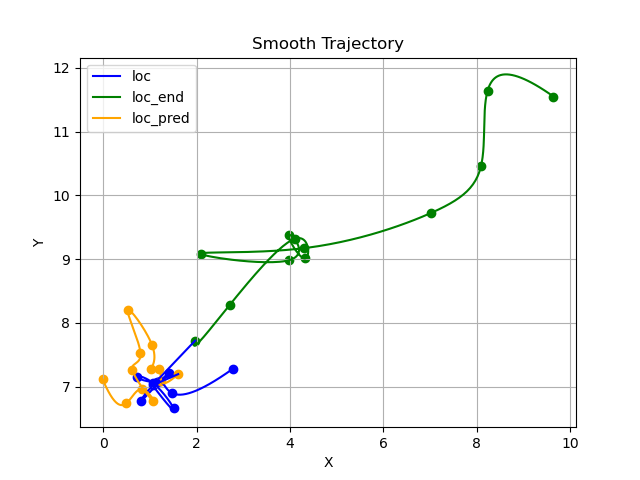 Smooth Trajectory
loc
loc_end
loc_pred
12
11
10
9
8
7
Y
0 2 4 6 8 10
X